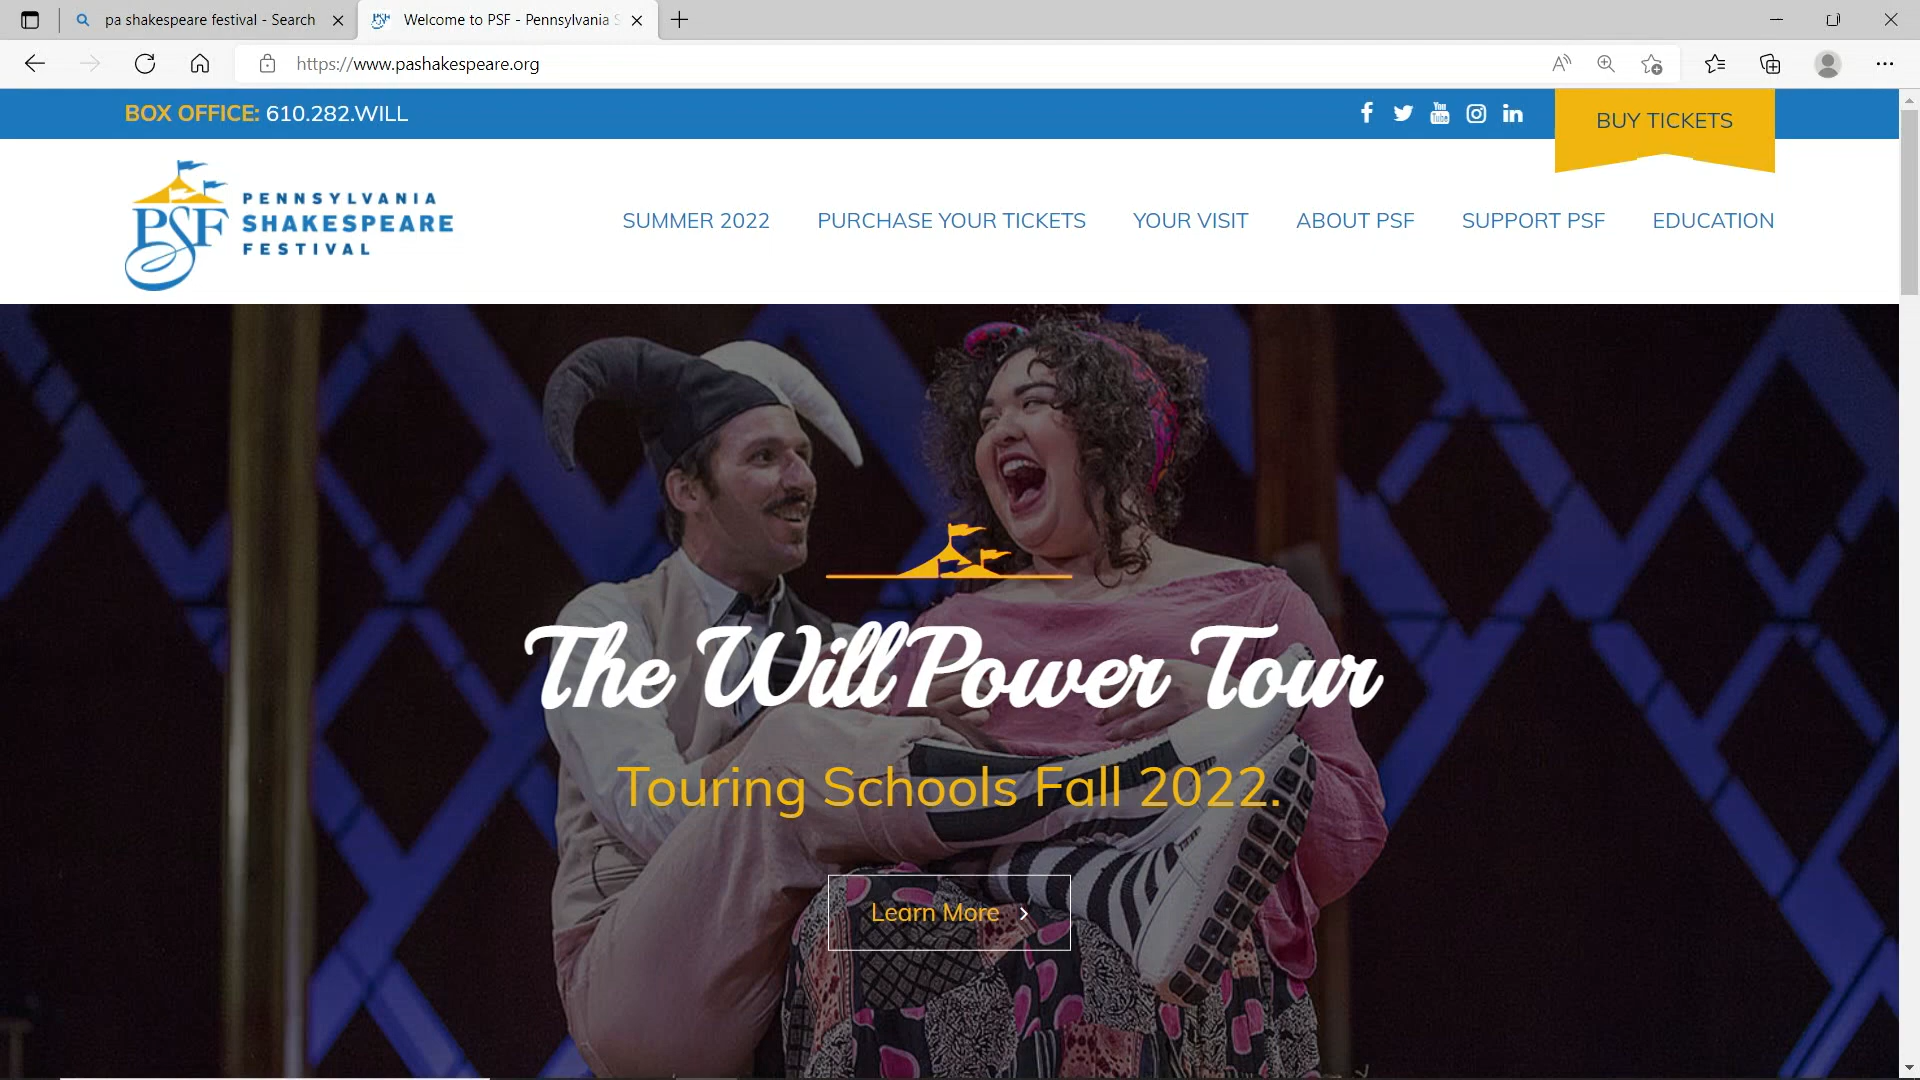 pa shakespeare festival - Search
Welcome to PSF - Pennsylvania S
https://www.pashakespeare.org
BOX OFFICE: 610.282.WILL
You
Tube
BUY TICKETS
PSF
PENNSYLVANIA
SHAKESPEARE
FESTIVAL
SUMMER 2022
PURCHASE YOUR TICKETS
YOUR VISIT
ABOUT PSF
SUPPORT PSF
EDUCATION
The WillPower Tour
Touring Schools Fall 2022.
Learn More